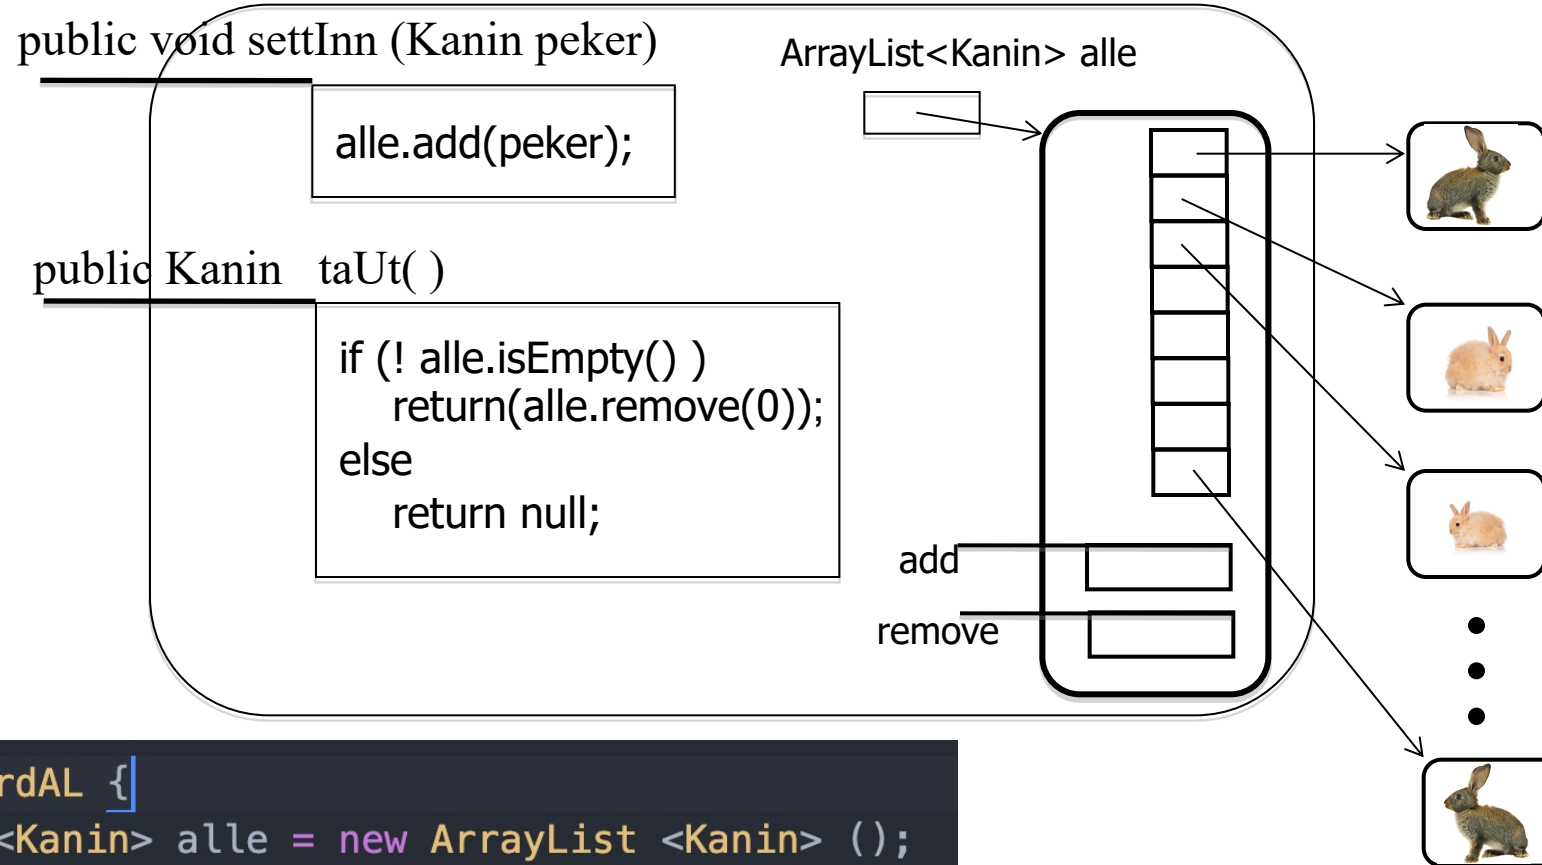 public void settInn (Kanin peker)
alle.add(peker);
public Kanin taUt( )
if (! alle.isEmpty() )
return(alle.remove(0));
else
return null;
ArrayList<Kanin> alle
add
remove
rdAL {
<Kanin> alle = new ArrayList <Kanin> ();